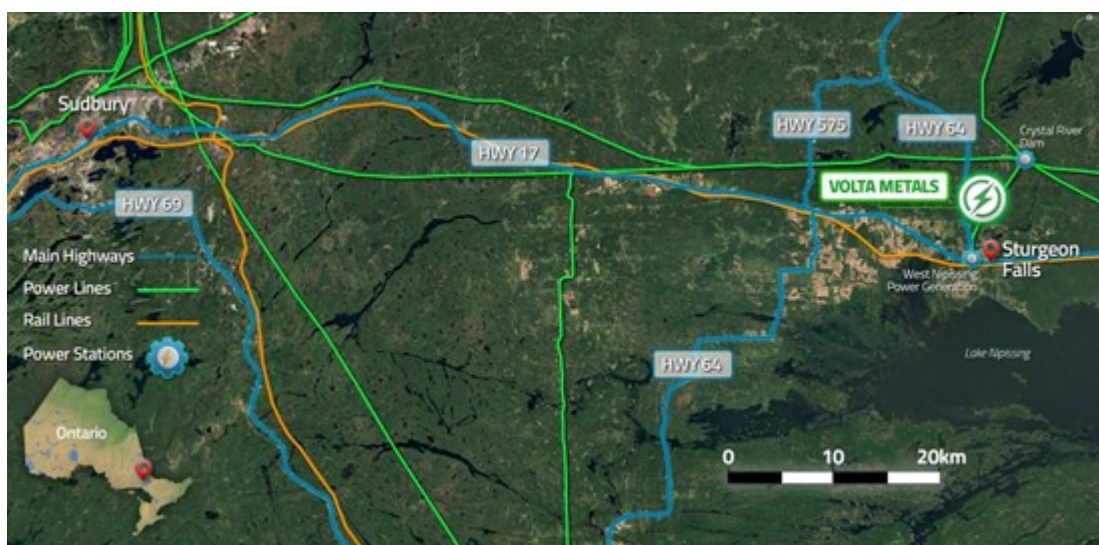 Sudbury
HWY 575
HWY 64
Crystal River
Dam
HWY 17
VOLTA METALS
HWY 69
Sturgeon
Falls
Main Highways
West Nipissing
Power Generation
Power Lines
Rail Lines
Power Stations
Lake Nipissing
HWY 64
Ontario
0 10 20km